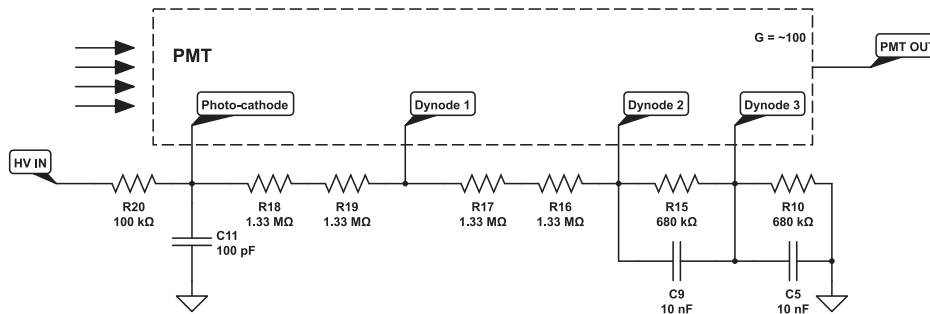 G = ~100
PMT
PMT OUT
Photo-cathode
Dynode 1
Dynode 2
Dynode 3
HV IN
R20
100 kΩ
R18
1.33 MΩ
R19
1.33 MΩ
R17
1.33 MΩ
R16
1.33 MΩ
R15
680 kΩ
R10
680 kΩ
C11
100 pF
C9
10 nF
C5
10 nF